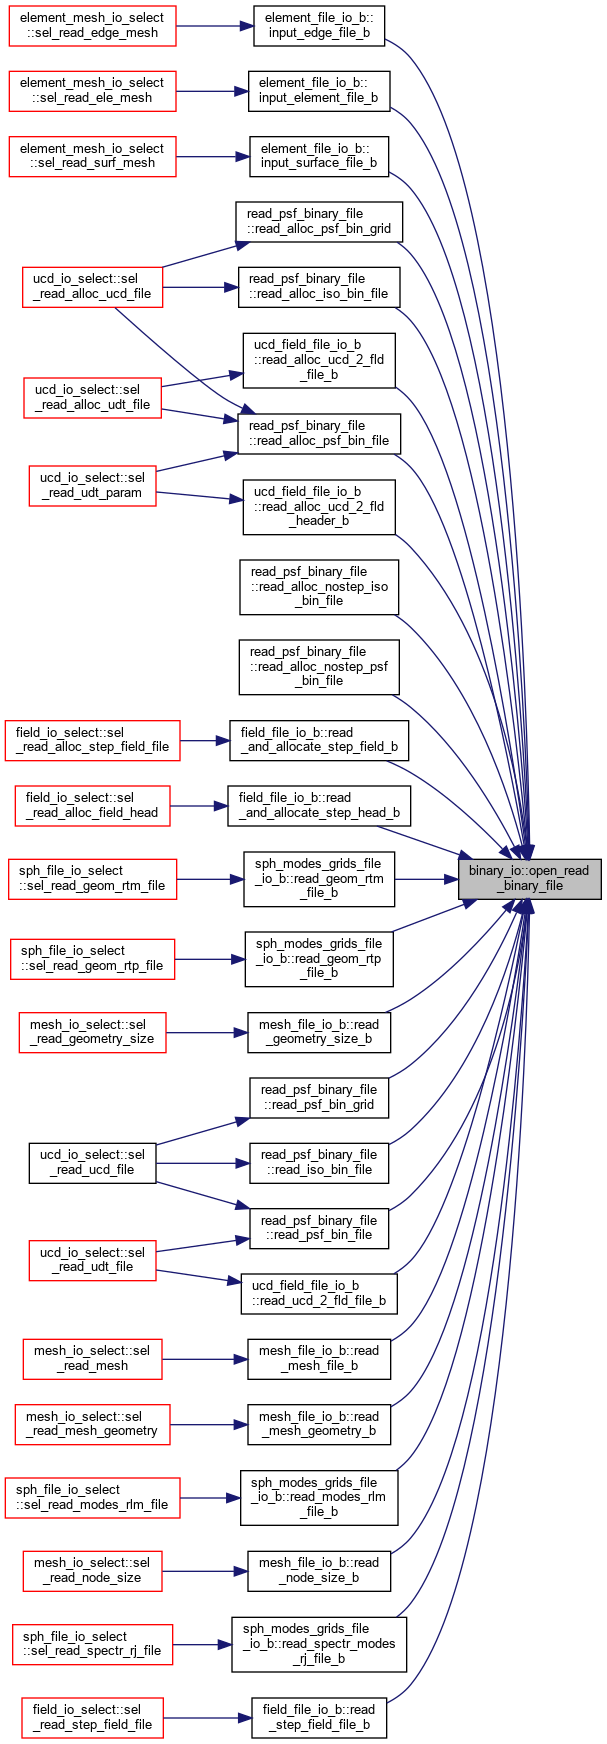 element_mesh_io_select
::sel_read_edge_mesh
element_file_io_b::
input_edge_file_b
element_mesh_io_select
::sel_read_ele_mesh
element_file_io_b::
input_element_file_b
element_mesh_io_select
::sel_read_surf_mesh
element_file_io_b::
input_surface_file_b
read_psf_binary_file
::read_alloc_psf_bin_grid
ucd_io_select::sel
_read_alloc_ucd_file
read_psf_binary_file
::read_alloc_iso_bin_file
ucd_field_file_io_b
::read_alloc_ucd_2_fld
_file_b
ucd_io_select::sel
_read_alloc_udt_file
read_psf_binary_file
::read_alloc_psf_bin_file
ucd_io_select::sel
_read_udt_param
ucd_field_file_io_b
::read_alloc_ucd_2_fld
_header_b
read_psf_binary_file
::read_alloc_nostep_iso
_bin_file
read_psf_binary_file
::read_alloc_nostep_psf
_bin_file
field_io_select::sel
_read_alloc_step_field_file
field_file_io_b::read
_and_allocate_step_field_b
field_io_select::sel
_read_alloc_field_head
field_file_io_b::read
_and_allocate_step_head_b
sph_file_io_select
::sel_read_geom_rtm_file
sph_modes_grids_file
_io_b::read_geom_rtm
_file_b
binary_io::open_read
_binary_file
sph_file_io_select
::sel_read_geom_rtp_file
sph_modes_grids_file
_io_b::read_geom_rtp
_file_b
mesh_io_select::sel
_read_geometry_size
mesh_file_io_b::read
_geometry_size_b
read_psf_binary_file
::read_psf_bin_grid
ucd_io_select::sel
_read_ucd_file
read_psf_binary_file
::read_iso_bin_file
read_psf_binary_file
::read_psf_bin_file
ucd_io_select::sel
_read_udt_file
ucd_field_file_io_b
::read_ucd_2_fld_file_b
mesh_io_select::sel
_read_mesh
mesh_file_io_b::read
_mesh_file_b
mesh_io_select::sel
_read_mesh_geometry
mesh_file_io_b::read
_mesh_geometry_b
sph_file_io_select
::sel_read_modes_rlm_file
sph_modes_grids_file
_io_b::read_modes_rlm
_file_b
mesh_io_select::sel
_read_node_size
mesh_file_io_b::read
_node_size_b
sph_file_io_select
::sel_read_spectr_rj_file
sph_modes_grids_file
_io_b::read_spectr_modes
_rj_file_b
field_io_select::sel
_read_step_field_file
field_file_io_b::read
_step_field_file_b